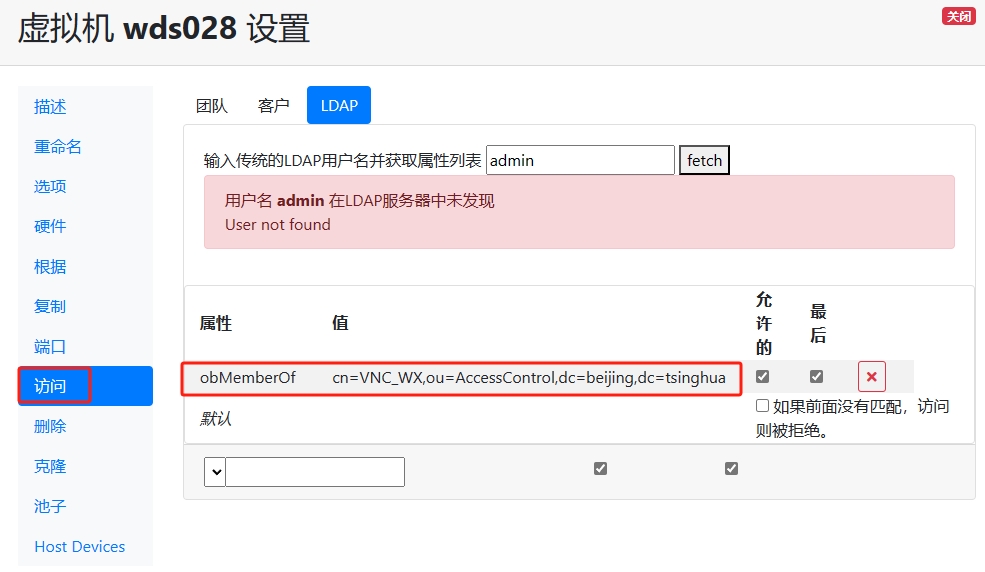 虚拟机 wds028 设置
关闭
描述
重命名
选项
硬件
根据
复制
端口
访问
删除
克隆
池子
Host Devices
团队 客户 LDAP
输入传统的LDAP用户名并获取属性列表 admin fetch
用户名 admin 在LDAP服务器中未发现
User not found
属性 值 允许的 最后
obMemberOf cn=VNC_WX,ou=AccessControl,dc=beijing,dc=tsinghua
默认 如果前面没有匹配，访问
则被拒绝。